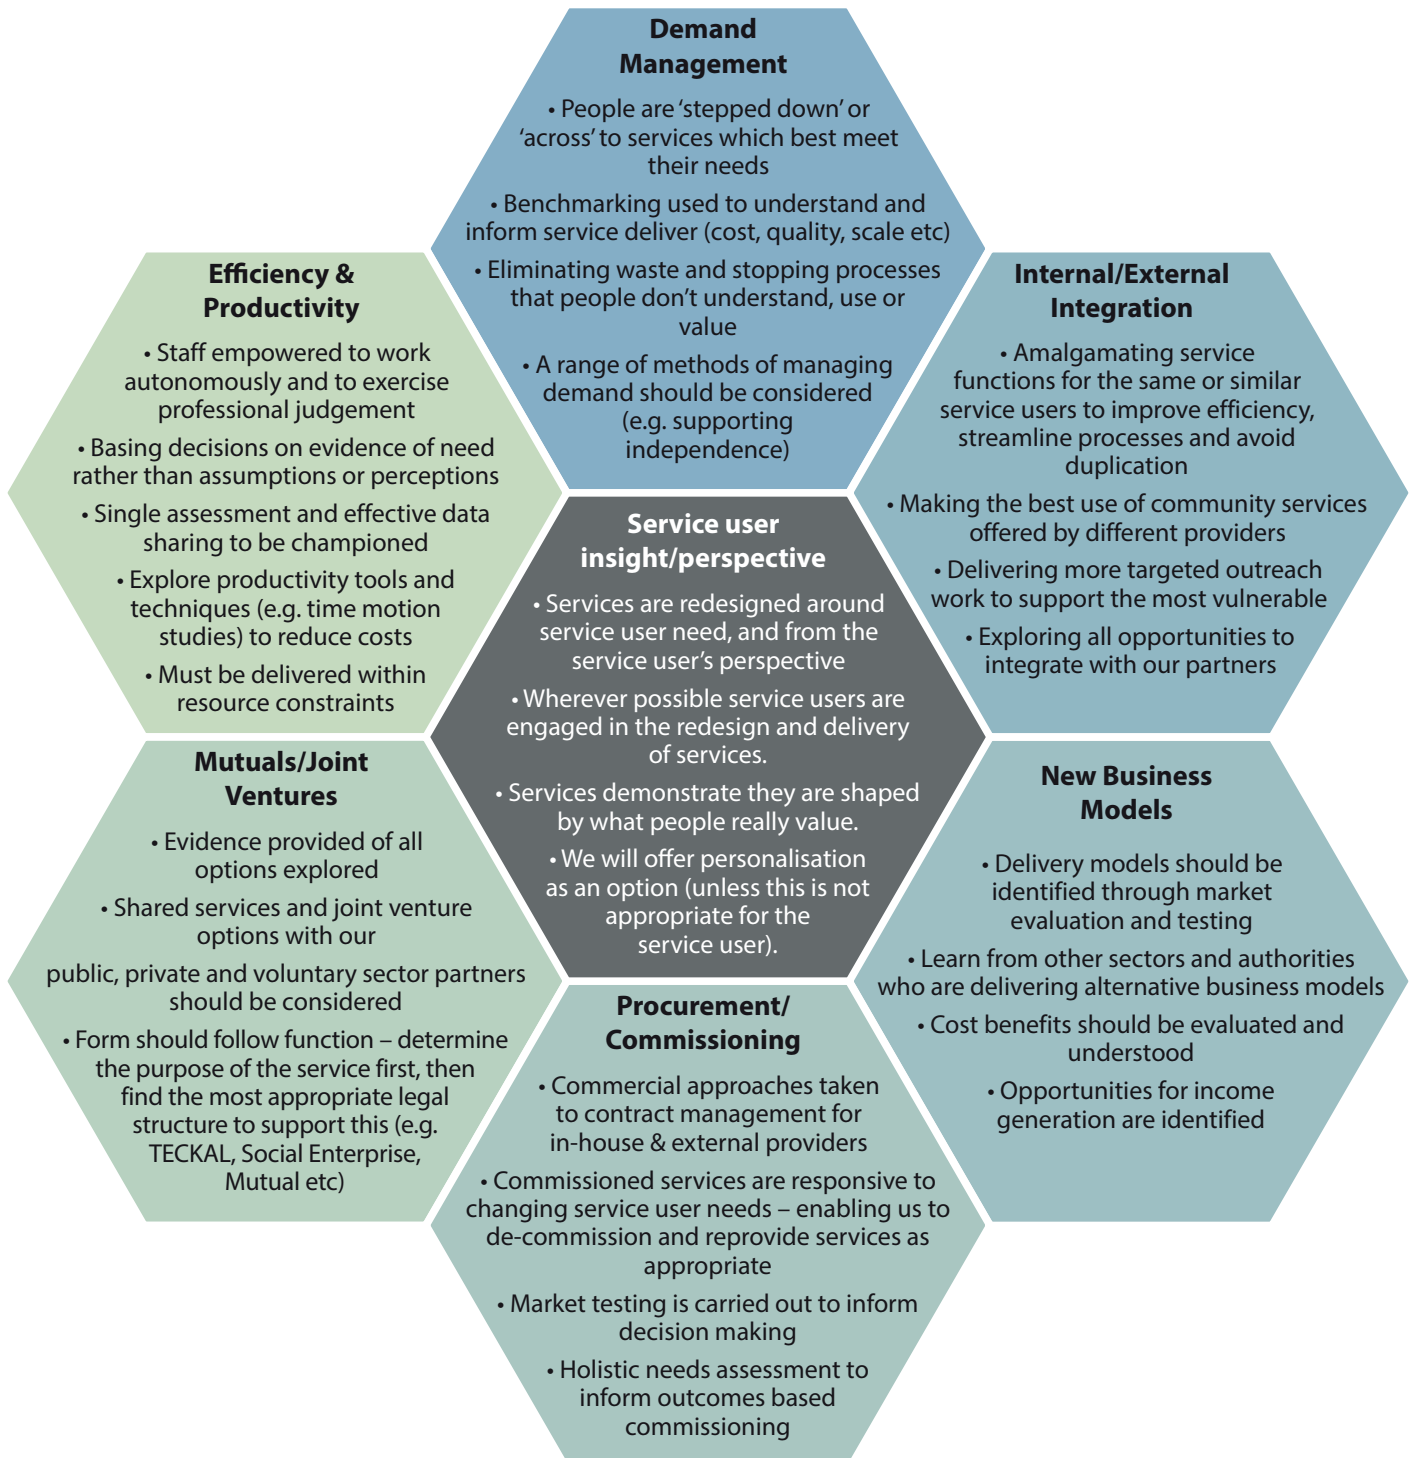 Demand
Management
• People are ‘stepped down’ or
‘across’ to services which best meet
their needs
• Benchmarking used to understand and
inform service deliver (cost, quality, scale etc)
• Eliminating waste and stopping processes
that people don’t understand, use or
value
• A range of methods of managing
demand should be considered
(e.g. supporting
independence)
Efficiency &
Productivity
• Staff empowered to work
autonomously and to exercise
professional judgement
• Basing decisions on evidence of need
rather than assumptions or perceptions
• Single assessment and effective data
sharing to be championed
• Explore productivity tools and
techniques (e.g. time motion
studies) to reduce costs
• Must be delivered within
resource constraints
Internal/External
Integration
• Amalgamating service
functions for the same or similar
service users to improve efficiency,
streamline processes and avoid
duplication
• Making the best use of community services
offered by different providers
• Delivering more targeted outreach
work to support the most vulnerable
• Exploring all opportunities to
integrate with our partners
Service user
insight/perspective
• Services are redesigned around
service user need, and from the
service user’s perspective
• Wherever possible service users are
engaged in the redesign and delivery
of services.
• Services demonstrate they are shaped
by what people really value.
• We will offer personalisation
as an option (unless this is not
appropriate for the
service user).
Mutuals/Joint
Ventures
• Evidence provided of all
options explored
• Shared services and joint venture
options with our
public, private and voluntary sector partners
should be considered
• Form should follow function – determine
the purpose of the service first, then
find the most appropriate legal
structure to support this (e.g.
TECKAL, Social Enterprise,
Mutual etc)
New Business
Models
• Delivery models should be
identified through market
evaluation and testing
• Learn from other sectors and authorities
who are delivering alternative business models
• Cost benefits should be evaluated and
understood
• Opportunities for income
generation are identified
Procurement/
Commissioning
• Commercial approaches taken
to contract management for
in-house & external providers
• Commissioned services are responsive to
changing service user needs – enabling us to
de-commission and reprovide services as
appropriate
• Market testing is carried out to inform
decision making
• Holistic needs assessment to
inform outcomes based
commissioning